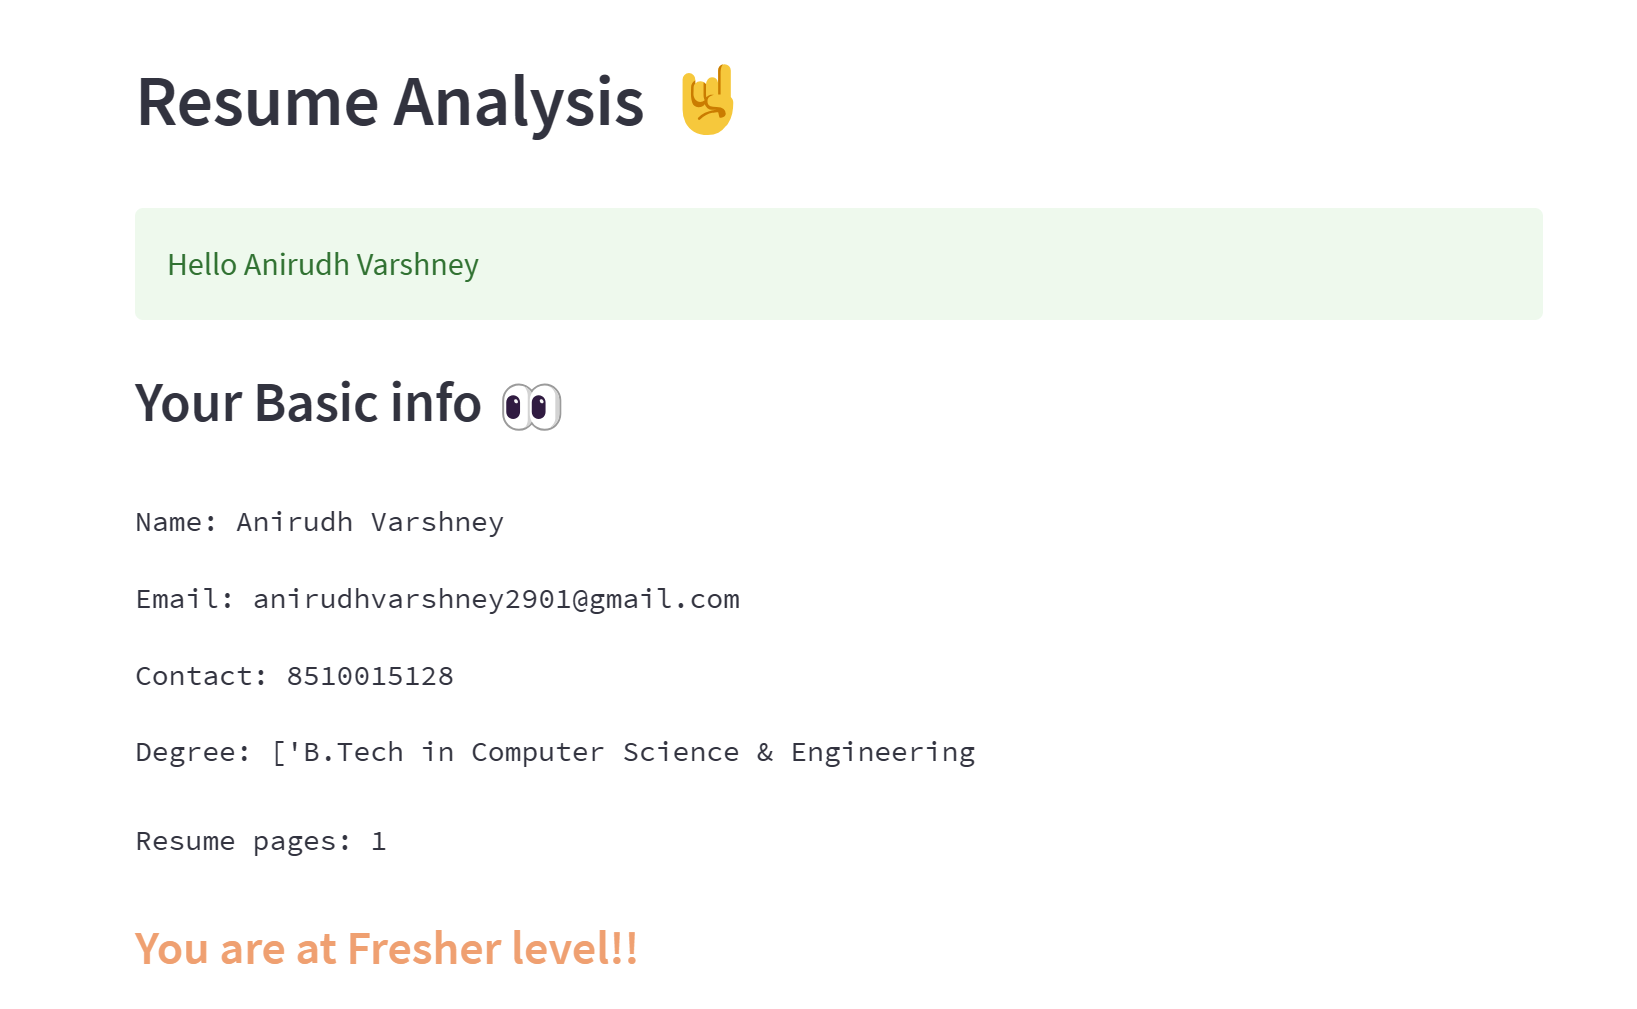 Resume Analysis 🤘
Hello Anirudh Varshney
Your Basic info 👀
Name: Anirudh Varshney
Email: anirudhvarshney2901@gmail.com
Contact: 8510015128
Degree: ['B.Tech in Computer Science & Engineering
Resume pages: 1
You are at Fresher level!!